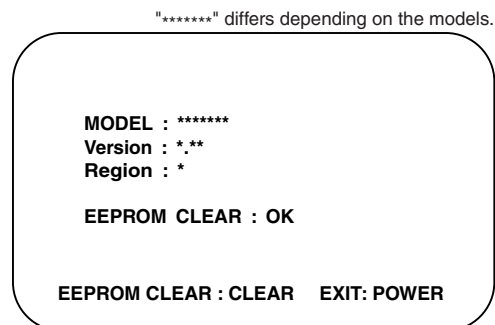 "*******" differs depending on the models.
MODEL : *******
Version : *.**
Region : *
EEPROM CLEAR : OK
EEPROM CLEAR : CLEAR EXIT: POWER